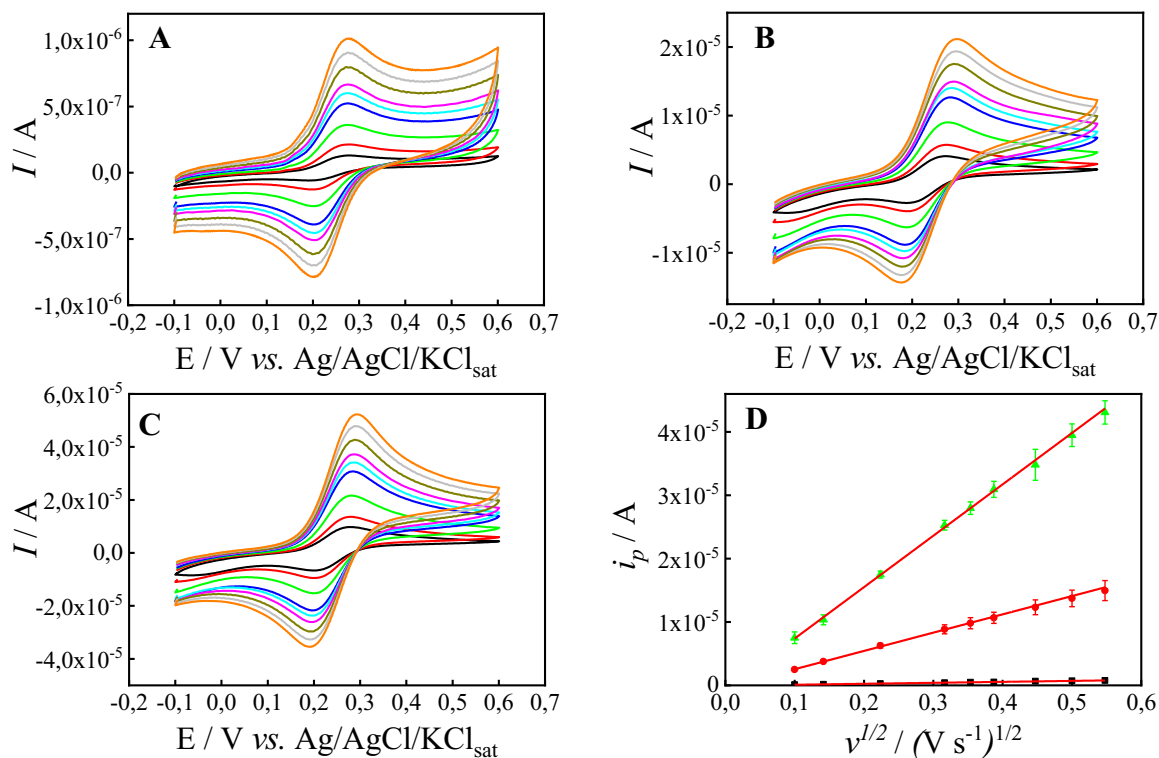 A
1,0x10⁻⁶
5,0x10⁻⁷
0,0
-5,0x10⁻⁷
-1,0x10⁻⁶
I / A
-0,2 -0,1 0,0 0,1 0,2 0,3 0,4 0,5 0,6 0,7
E / V vs. Ag/AgCl/KClsat
B
2x10⁻⁵
1x10⁻⁵
0
-1x10⁻⁵
I / A
-0,2 -0,1 0,0 0,1 0,2 0,3 0,4 0,5 0,6 0,7
E / V vs. Ag/AgCl/KClsat
C
6,0x10⁻⁵
4,0x10⁻⁵
2,0x10⁻⁵
0,0
-2,0x10⁻⁵
-4,0x10⁻⁵
I / A
-0,2 -0,1 0,0 0,1 0,2 0,3 0,4 0,5 0,6 0,7
E / V vs. Ag/AgCl/KClsat
D
4x10⁻⁵
3x10⁻⁵
2x10⁻⁵
1x10⁻⁵
0
ip / A
0,0 0,1 0,2 0,3 0,4 0,5 0,6
v1/2 / (V s⁻¹)1/2